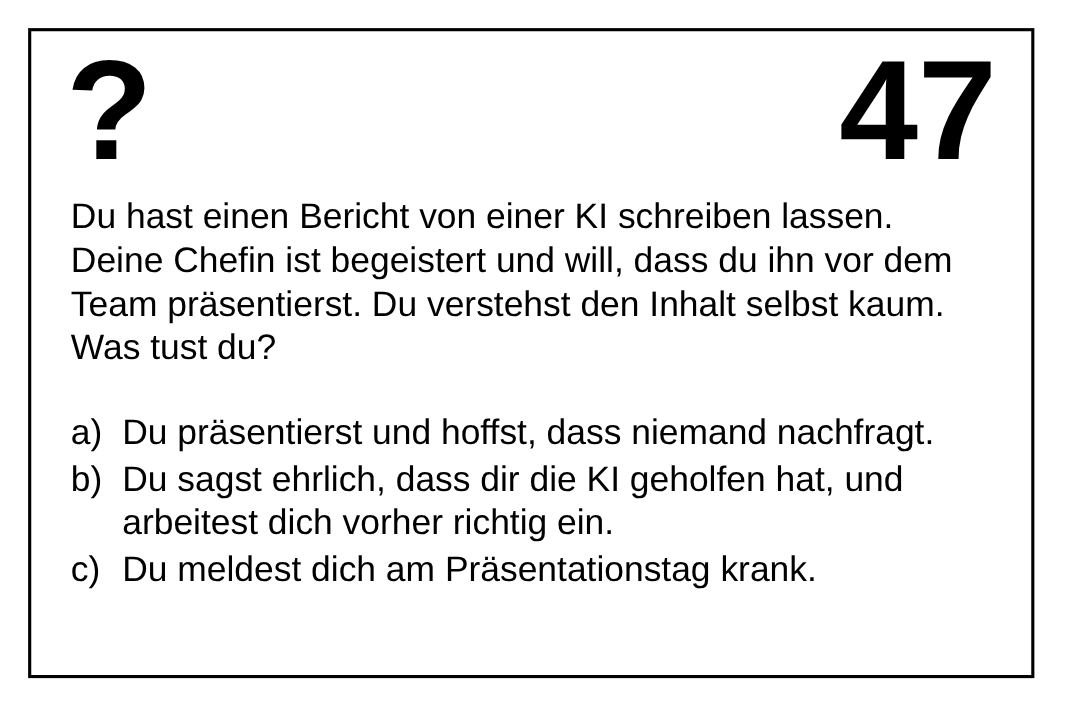 ? 47
Du hast einen Bericht von einer KI schreiben lassen.
Deine Chefin ist begeistert und will, dass du ihn vor dem
Team präsentierst. Du verstehst den Inhalt selbst kaum.
Was tust du?
a) Du präsentierst und hoffst, dass niemand nachfragt.
b) Du sagst ehrlich, dass dir die KI geholfen hat, und
arbeitest dich vorher richtig ein.
c) Du meldest dich am Präsentationstag krank.